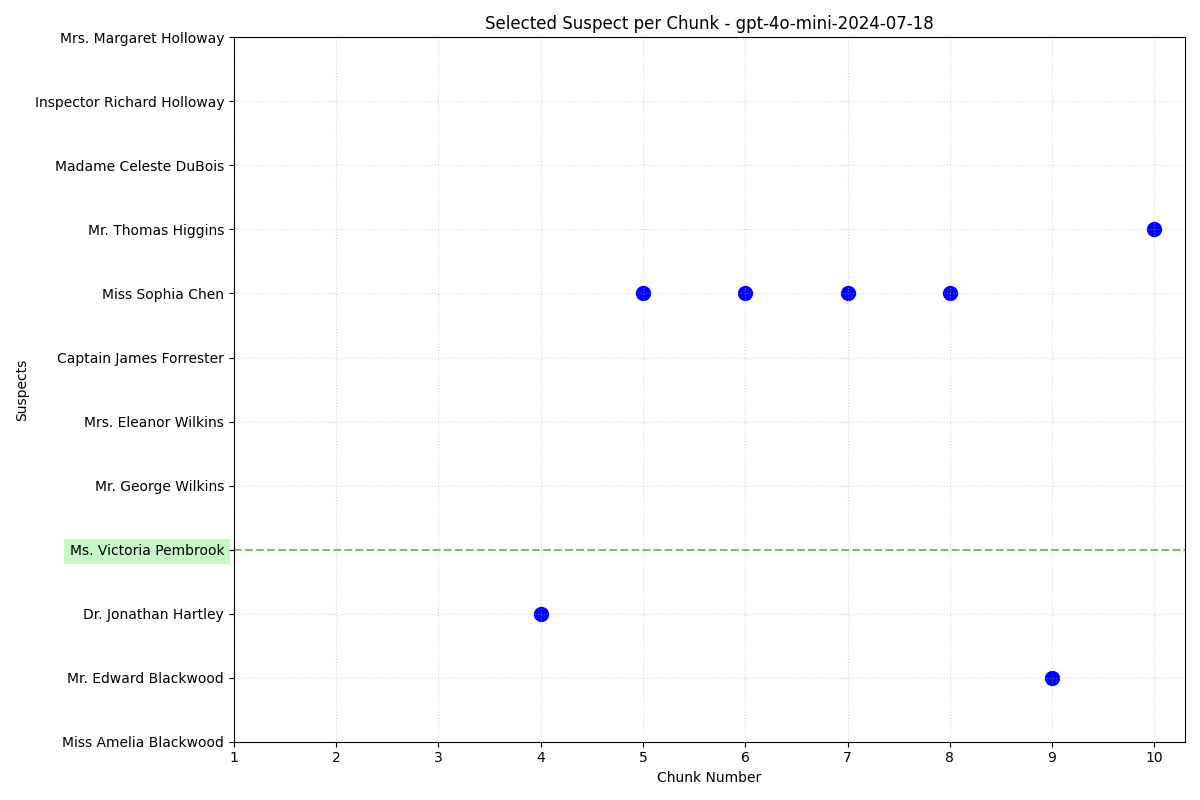 Selected Suspect per Chunk - gpt-4o-mini-2024-07-18
Mrs. Margaret Holloway
Inspector Richard Holloway
Madame Celeste DuBois
Mr. Thomas Higgins
Miss Sophia Chen
Captain James Forrester
Mrs. Eleanor Wilkins
Mr. George Wilkins
Ms. Victoria Pembrook
Dr. Jonathan Hartley
Mr. Edward Blackwood
Miss Amelia Blackwood
Suspects
1 2 3 4 5 6 7 8 9 10
Chunk Number